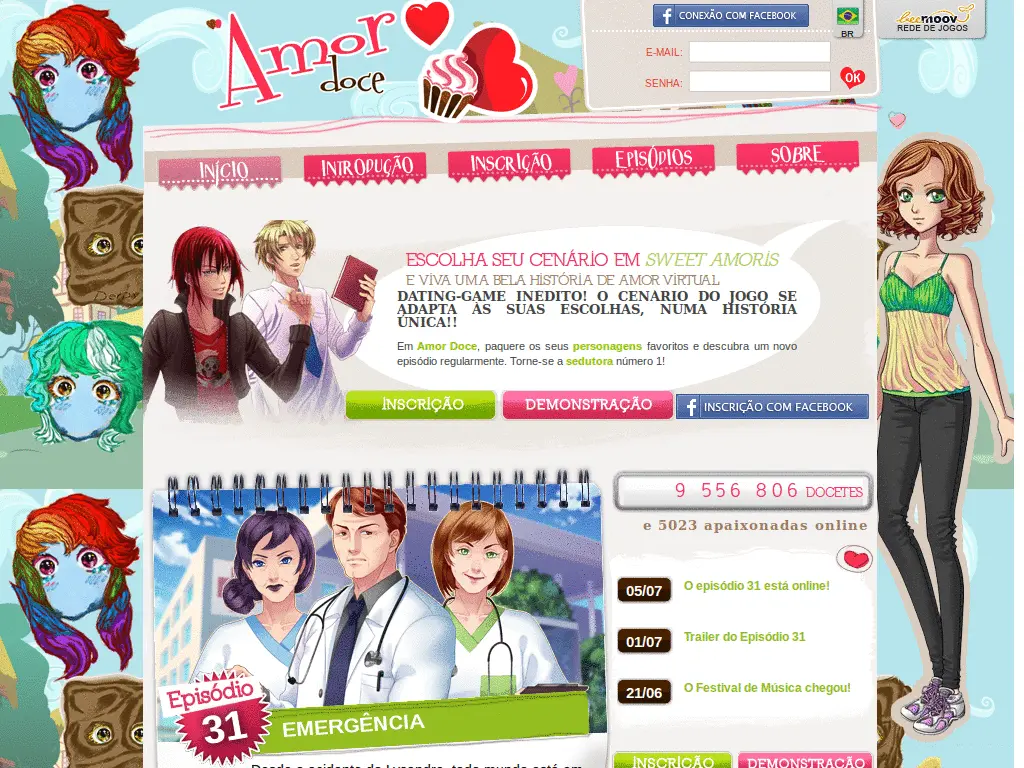 Amor
doce
CONEXÃO COM FACEBOOK
BR
beemoov
REDE DE JOGOS
E-MAIL:
SENHA:
OK
INÍCIO
INTRODUÇÃO
INSCRIÇÃO
EPISÓDIOS
SOBRE
ESCOLHA SEU CENÁRIO EM SWEET AMORIS
E VIVA UMA BELA HISTÓRIA DE AMOR VIRTUAL
DATING-GAME INEDITO! O CENARIO DO JOGO SE
ADAPTA ÀS SUAS ESCOLHAS, NUMA HISTÓRIA
ÚNICA!!
Em Amor Doce, paquere os seus personagens favoritos e descubra um novo
episódio regularmente. Torne-se a sedutora número 1!
INSCRIÇÃO
DEMONSTRAÇÃO
INSCRIÇÃO COM FACEBOOK
9 556 806 DOCETES
e 5023 apaixonadas online
05/07 O episódio 31 está online!
01/07 Trailer do Episódio 31
21/06 O Festival de Música chegou!
Episódio
31
EMERGÊNCIA
Desde o acidente do Lysandre, todo mundo está em
INSCRIÇÃO
DEMONSTRAÇÃO